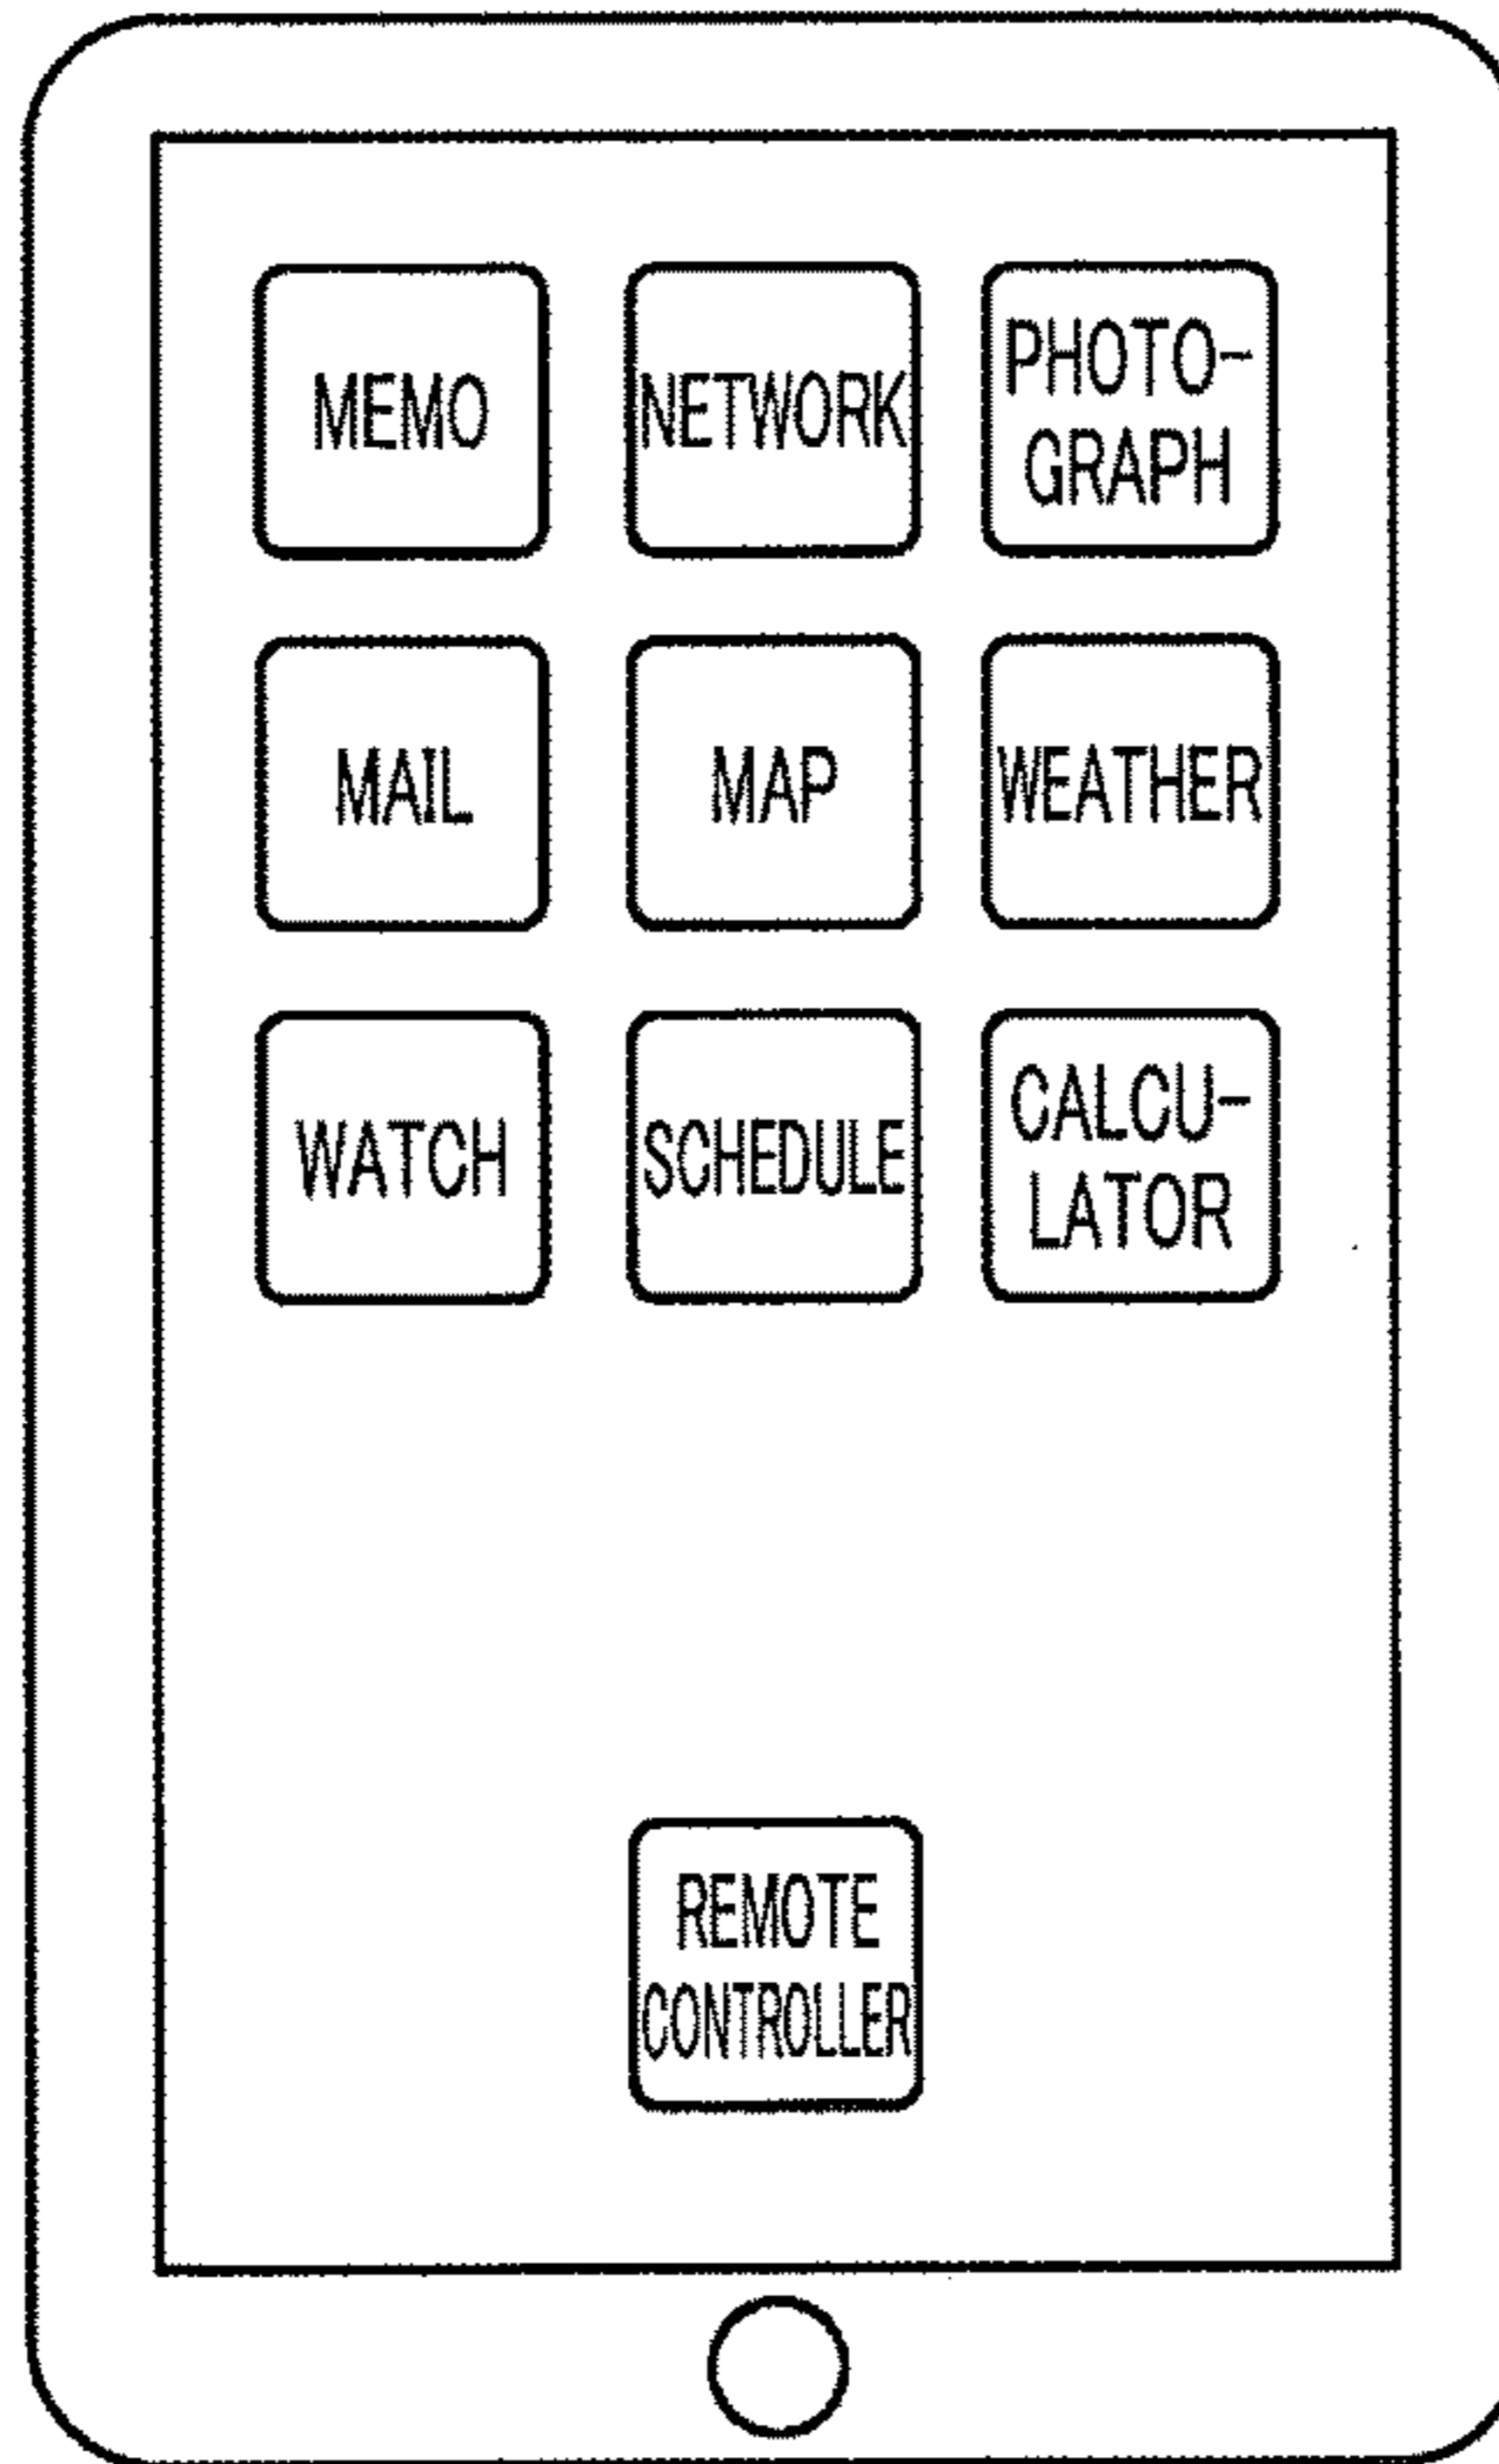 MEMO
NETWORK
PHOTO-
GRAPH
MAIL
MAP
WEATHER
WATCH
SCHEDULE
CALCU-
LATOR
REMOTE
CONTROLLER